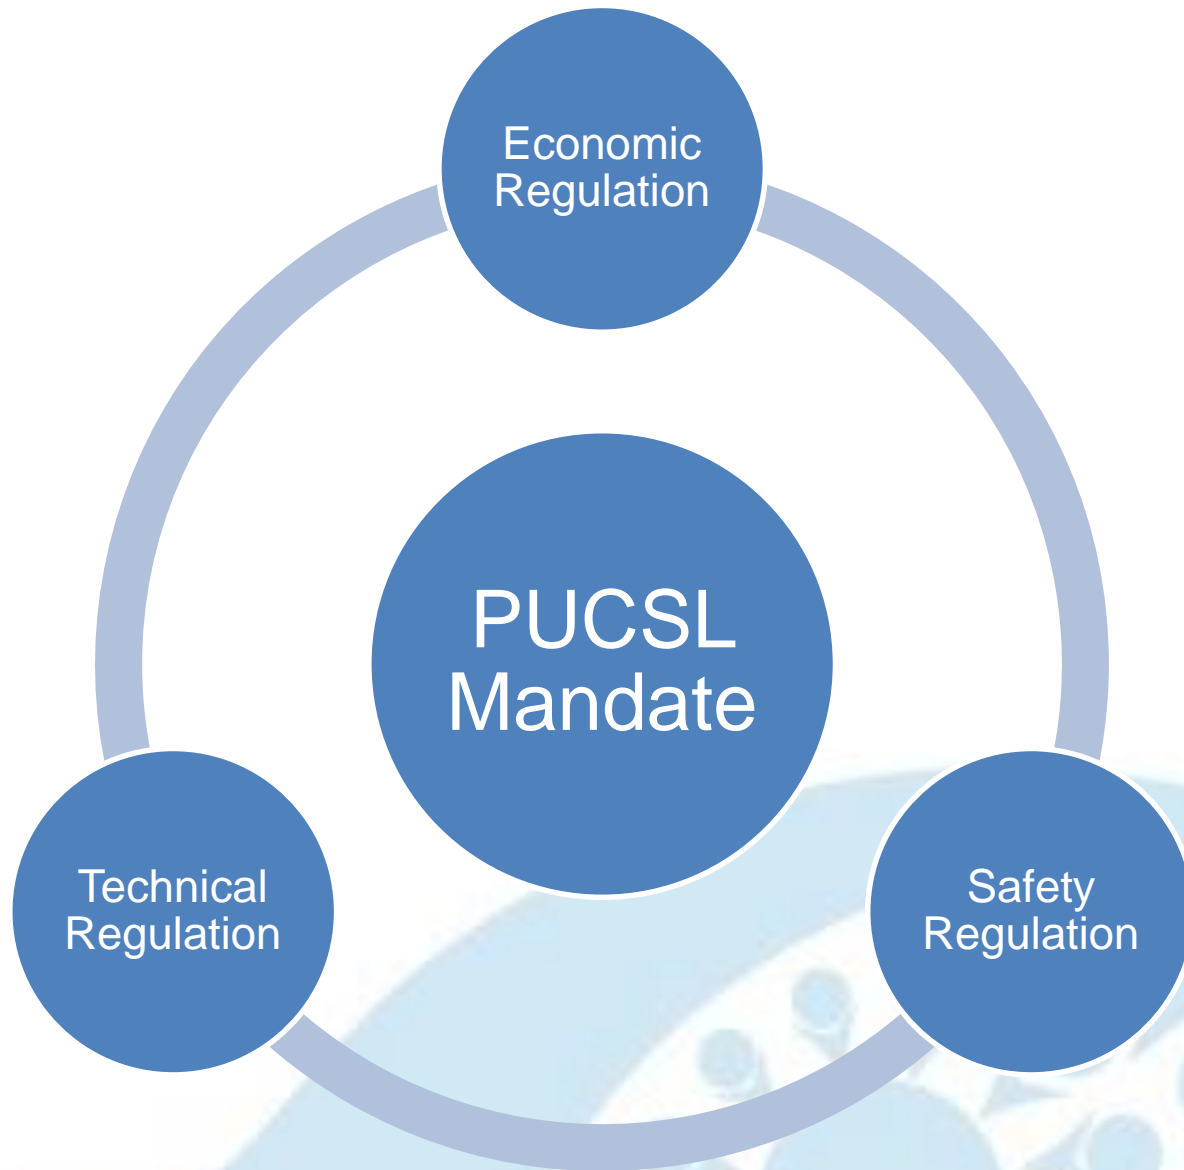 Economic
Regulation
PUCSL
Mandate
Technical
Regulation
Safety
Regulation